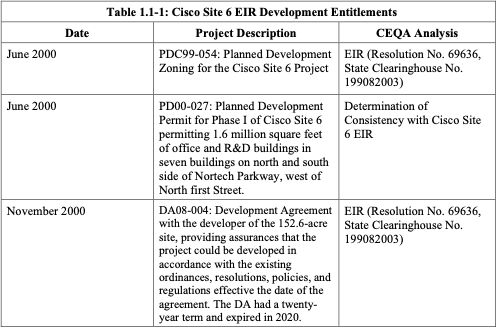 Table 1.1-1: Cisco Site 6 EIR Development Entitlements
Date
Project Description
CEQA Analysis
June 2000
PDC99-054: Planned Development
Zoning for the Cisco Site 6 Project
EIR (Resolution No. 69636,
State Clearinghouse No.
199082003)
June 2000
PD00-027: Planned Development
Permit for Phase I of Cisco Site 6
permitting 1.6 million square feet
of office and R&D buildings in
seven buildings on north and south
side of Nortech Parkway, west of
North first Street.
Determination of
Consistency with Cisco Site
6 EIR
November 2000
DA08-004: Development Agreement
with the developer of the 152.6-acre
site, providing assurances that the
project could be developed in
accordance with the existing
ordinances, resolutions, policies, and
regulations effective the date of the
agreement. The DA had a twenty-
year term and expired in 2020.
EIR (Resolution No. 69636,
State Clearinghouse No.
199082003)